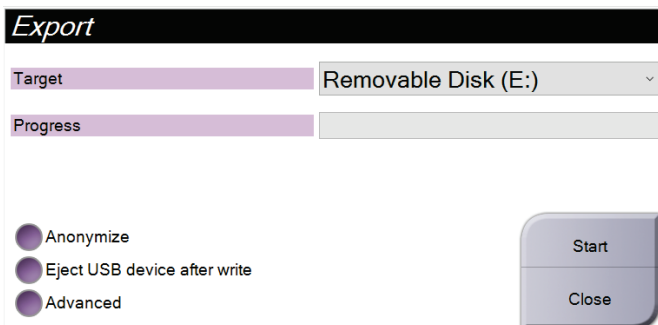 Export
Target
Removable Disk (E:)
Progress
Anonymize
Eject USB device after write
Advanced
Start
Close